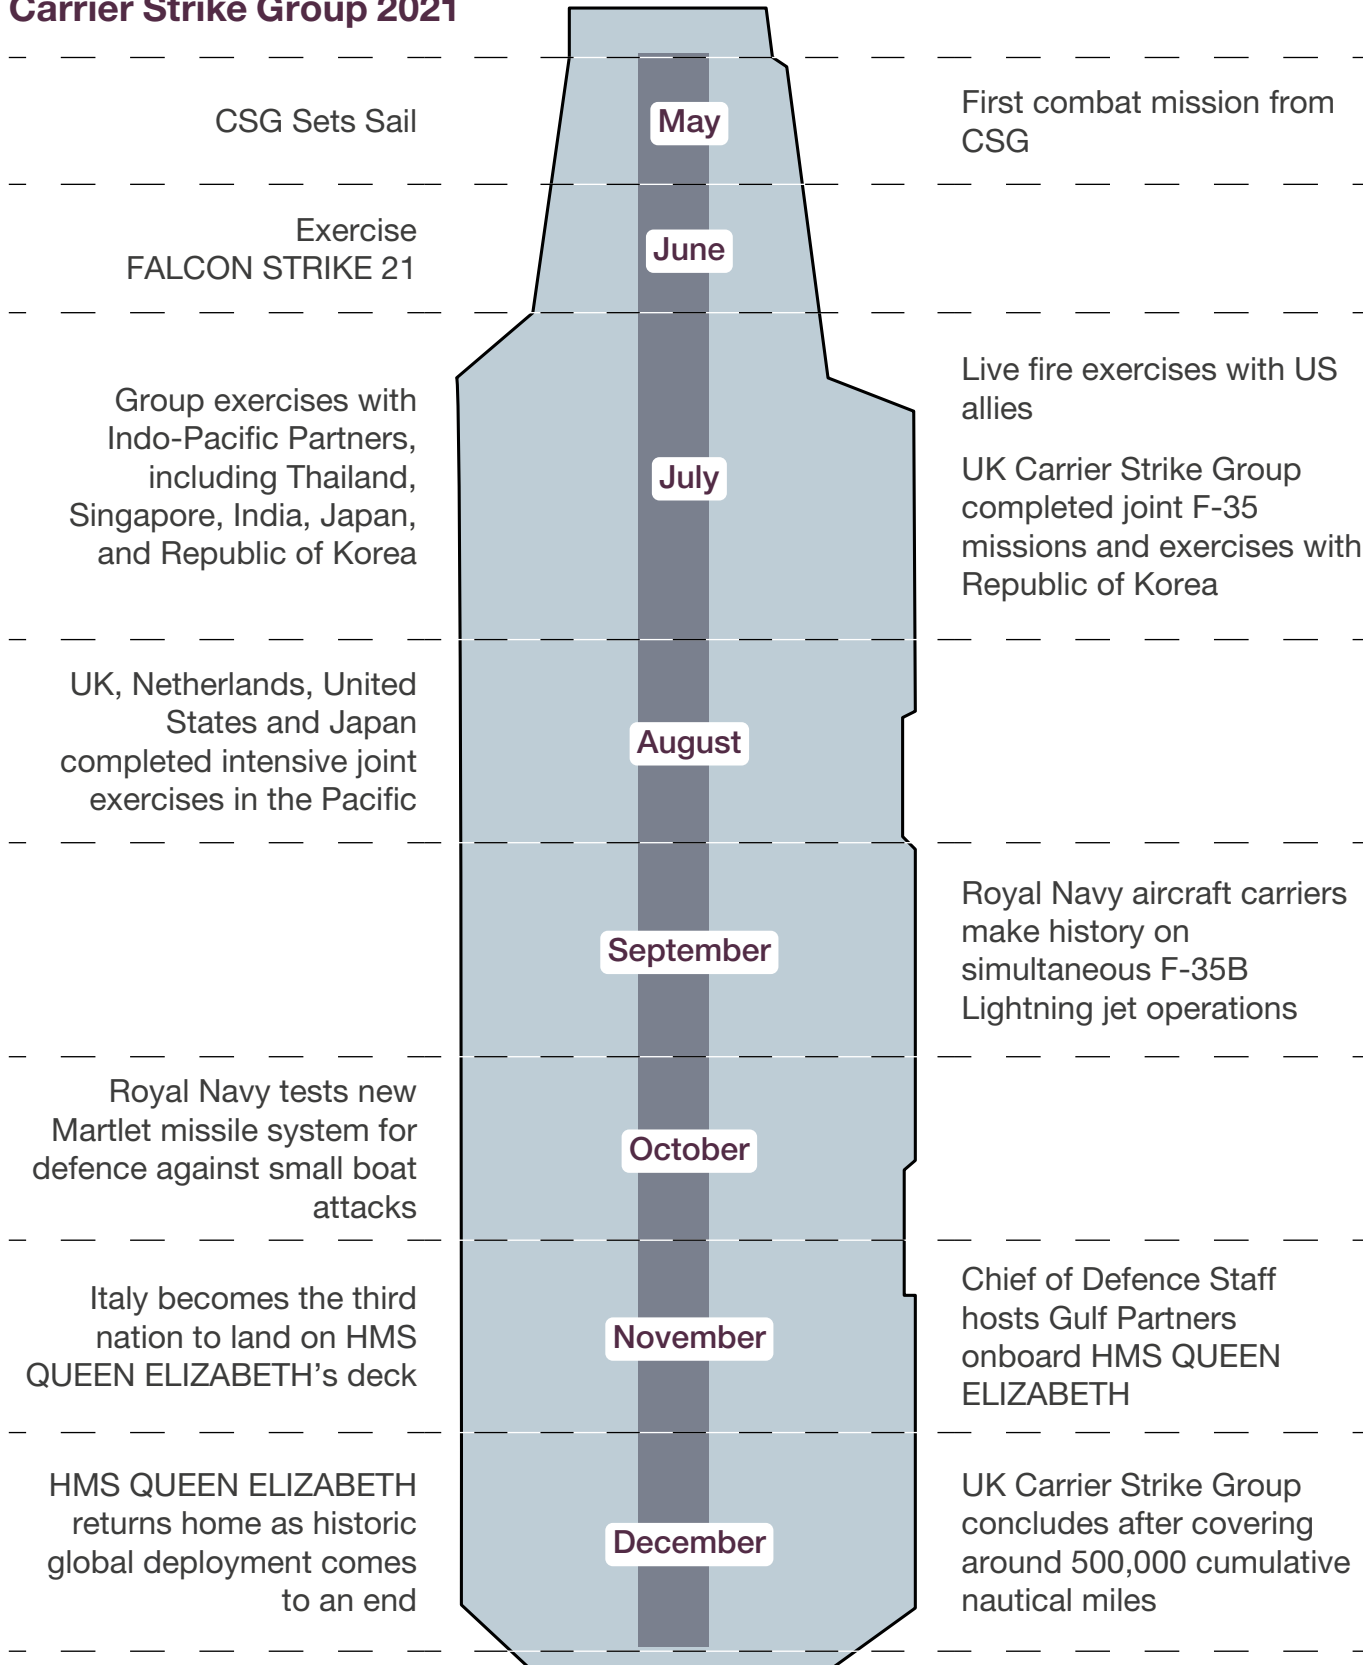 Carrier Strike Group 2021
CSG Sets Sail
May
First combat mission from
CSG
Exercise
FALCON STRIKE 21
June
Group exercises with
Indo-Pacific Partners,
including Thailand,
Singapore, India, Japan,
and Republic of Korea
July
Live fire exercises with US
allies
UK Carrier Strike Group
completed joint F-35
missions and exercises with
Republic of Korea
UK, Netherlands, United
States and Japan
completed intensive joint
exercises in the Pacific
August
September
Royal Navy aircraft carriers
make history on
simultaneous F-35B
Lightning jet operations
Royal Navy tests new
Martlet missile system for
defence against small boat
attacks
October
Italy becomes the third
nation to land on HMS
QUEEN ELIZABETH’s deck
November
Chief of Defence Staff
hosts Gulf Partners
onboard HMS QUEEN
ELIZABETH
HMS QUEEN ELIZABETH
returns home as historic
global deployment comes
to an end
December
UK Carrier Strike Group
concludes after covering
around 500,000 cumulative
nautical miles